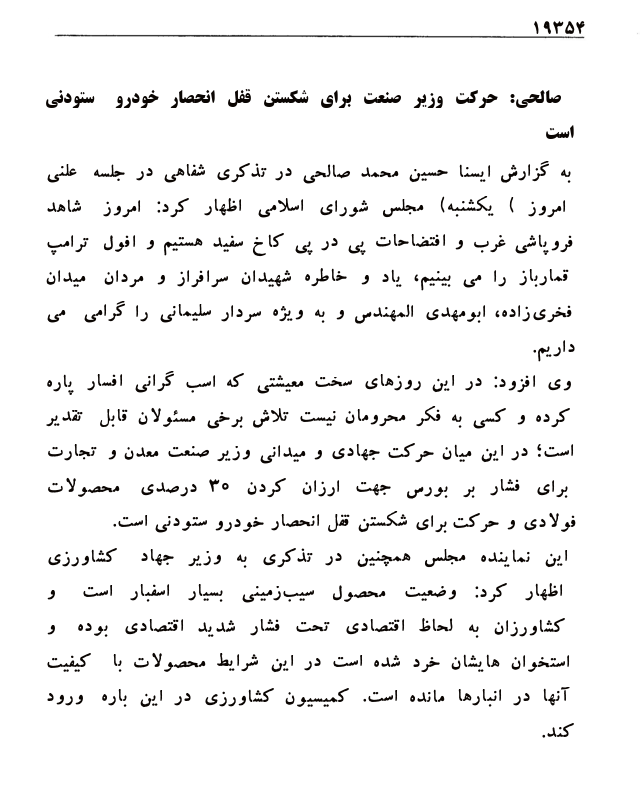 ۱۹۳۵۴
صالحی: حرکت وزیر صنعت برای شکستن قفل انحصار خودرو ستودنی
است
به گزارش ایسنا حسین محمد صالحی در تذکری شفاهی در جلسه علنی
امروز ) یکشنبه) مجلس شورای اسلامی اظهار کرد: امروز شاهد
فروپاشی غرب و افتضاحات پی در پی کاخ سفید هستیم و افول ترامپ
قمارباز را می بینیم، یاد و خاطره شهیدان سرافراز و مردان میدان
فخری‌زاده، ابومهدی المهندس و به ویژه سردار سلیمانی را گرامی می
داریم.
وی افزود: در این روزهای سخت معیشتی که اسب گرانی افسار پاره
کرده و کسی به فکر محرومان نیست تلاش برخی مسئولان قابل تقدیر
است؛ در این میان حرکت جهادی و میدانی وزیر صنعت معدن و تجارت
برای فشار بر بورس جهت ارزان کردن ۳۰ درصدی محصولات
فولادی و حرکت برای شکستن قفل انحصار خودرو ستودنی است.
این نماینده مجلس همچنین در تذکری به وزیر جهاد کشاورزی
اظهار کرد: وضعیت محصول سیب‌زمینی بسیار اسفبار است و
کشاورزان به لحاظ اقتصادی تحت فشار شدید اقتصادی بوده و
استخوان هایشان خرد شده است در این شرایط محصولات با کیفیت
آنها در انبارها مانده است. کمیسیون کشاورزی در این باره ورود
کند.